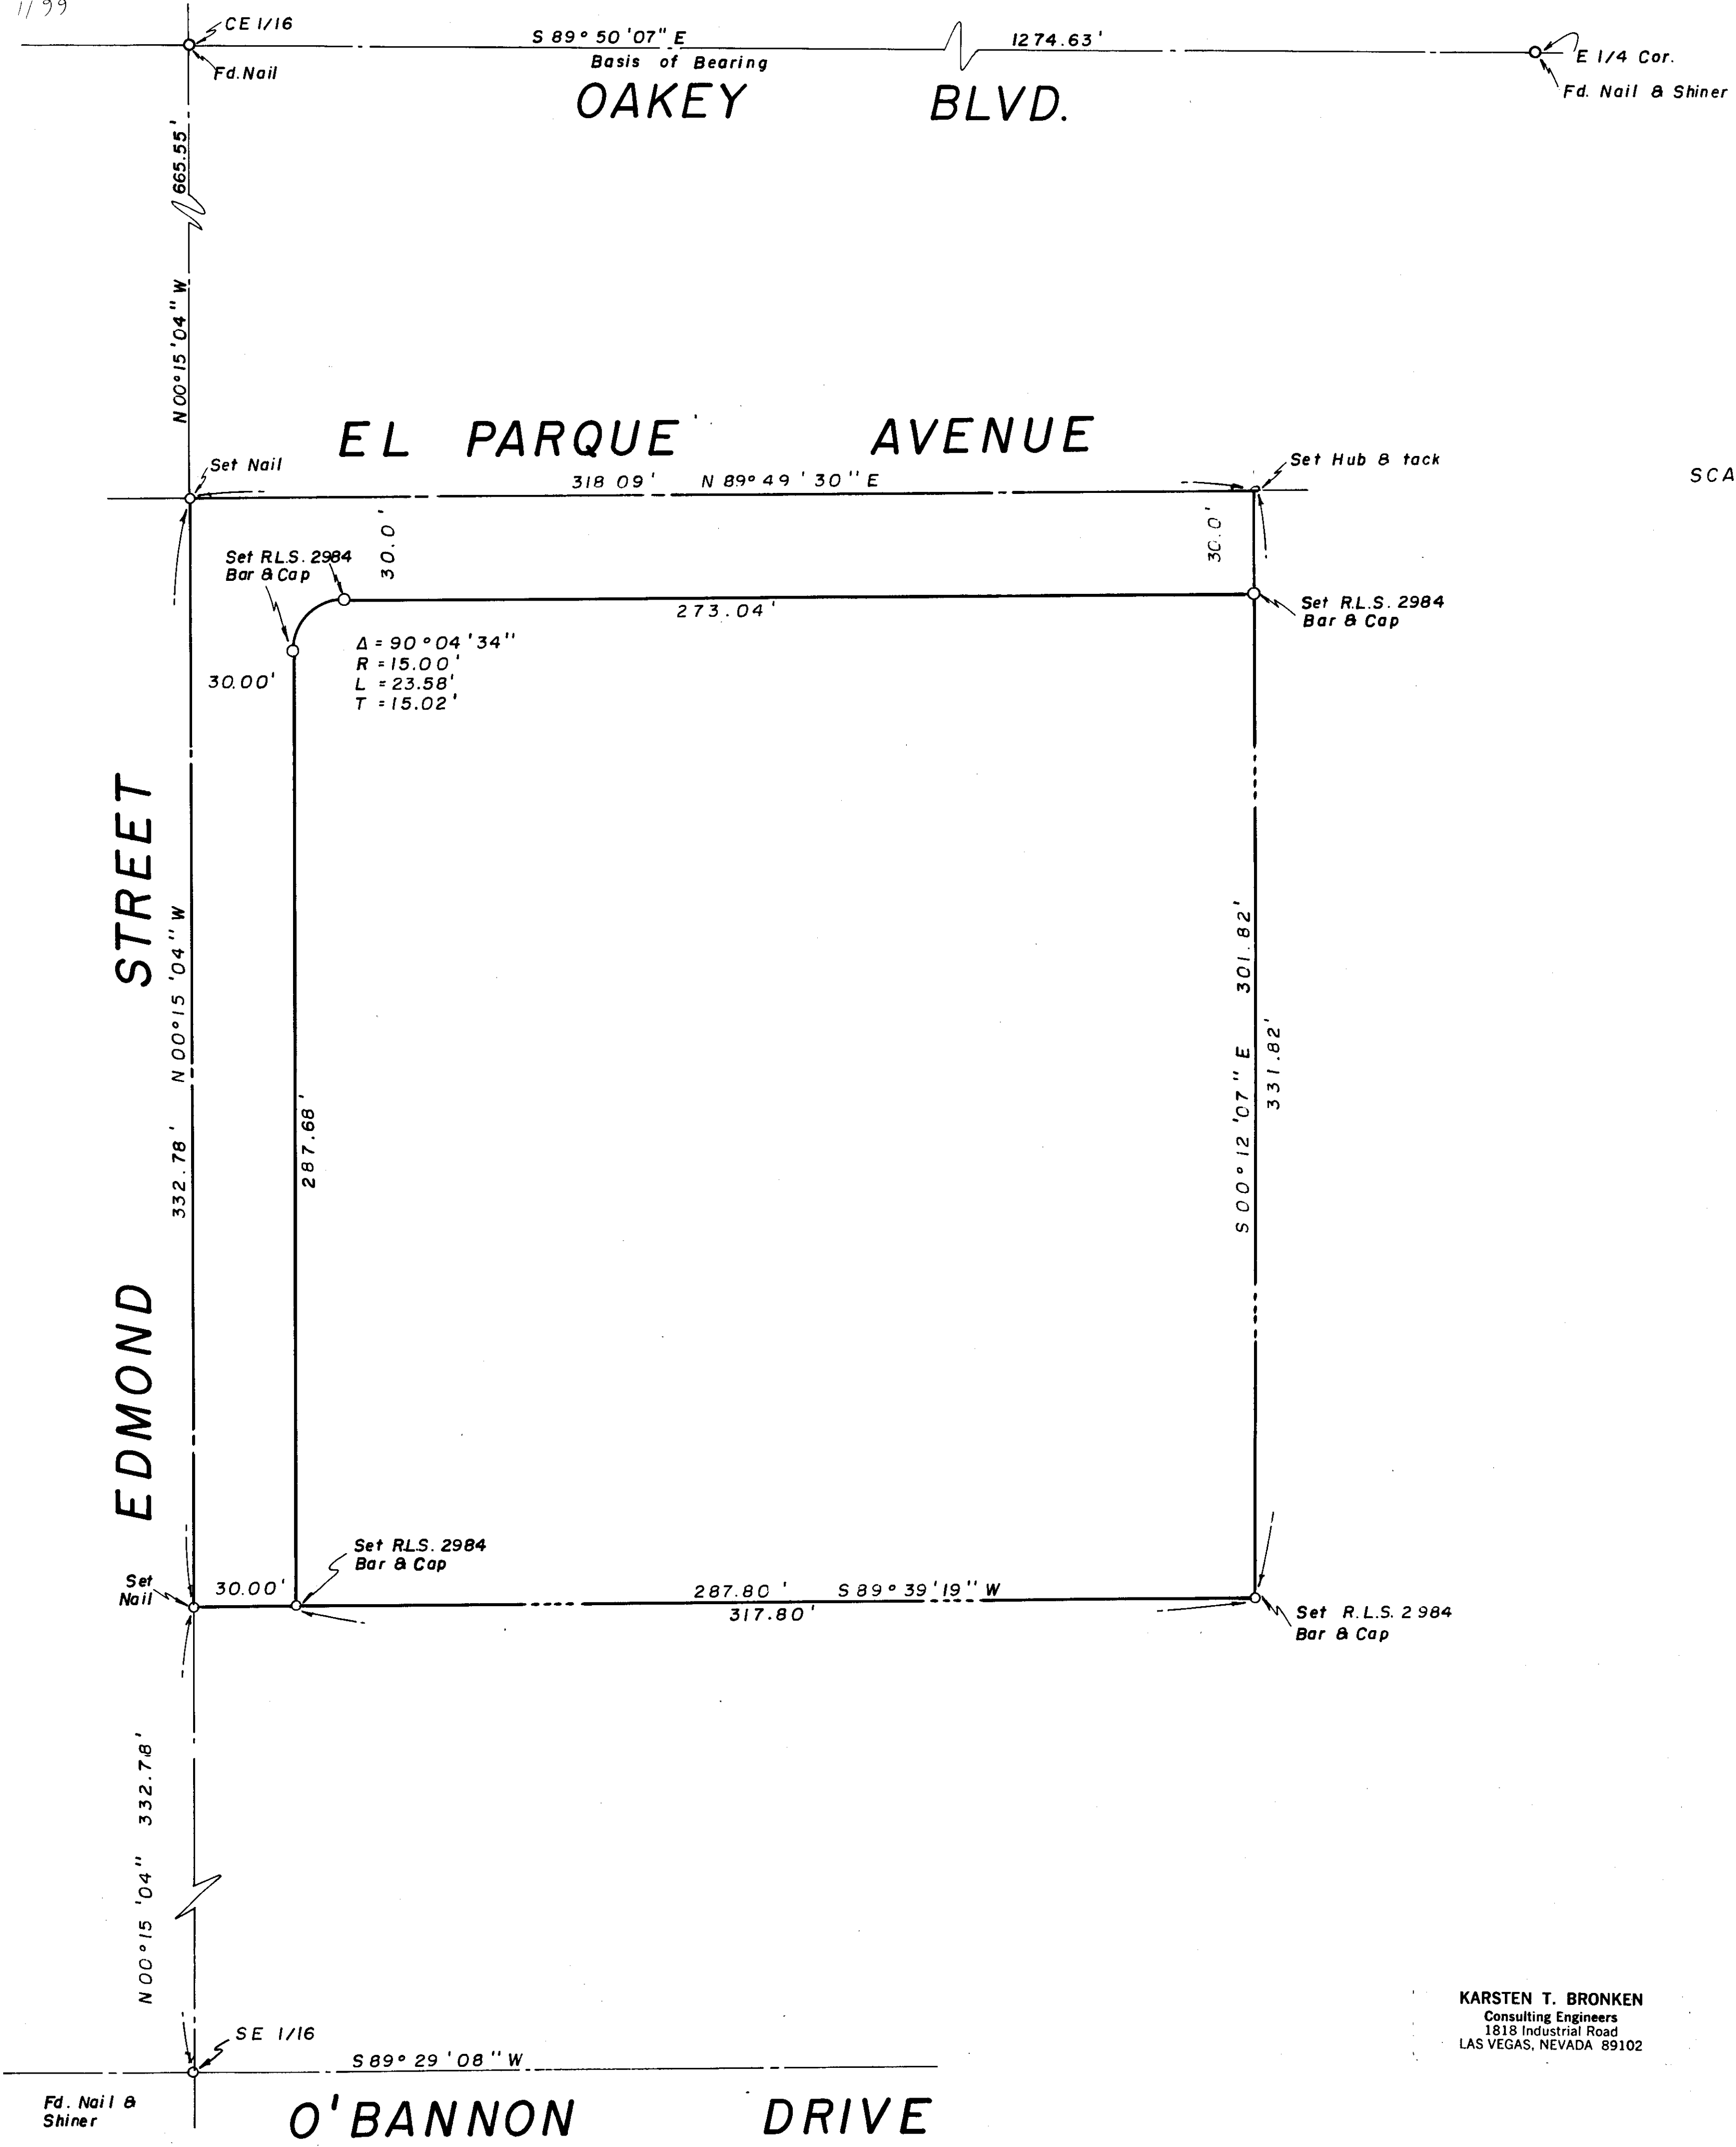 1/99
CE 1/16
Fd. Nail
S 89° 50 '07" E
1274.63'
Basis of Bearing
E 1/4 Cor.
Fd. Nail & Shiner
OAKEY BLVD.
665.55'
N 00° 15 '04" W
EL PARQUE AVENUE
Set Nail
318 09' N 89° 49 ' 30" E
Set Hub & tack
SCA
30.0'
30.0'
Set R.L.S. 2984
Bar & Cap
273.04'
Set R.L.S. 2984
Bar & Cap
Δ = 90° 04 '34"
R = 15.00'
L = 23.58'
T = 15.02'
30.00'
EDMOND STREET
332.78' N 00° 15 '04" W
287.68'
S 00° 12 '07" E 301.82'
331.82'
Set R.L.S. 2984
Bar & Cap
Set
Nail
30.00'
287.80 ' S 89° 39 '19" W
317.80'
Set R.L.S. 2984
Bar & Cap
N 00° 15 '04" 332.78'
SE 1/16
S 89° 29 '08" W
Fd. Nail &
Shiner
O'BANNON DRIVE
KARSTEN T. BRONKEN
Consulting Engineers
1818 Industrial Road
LAS VEGAS, NEVADA 89102